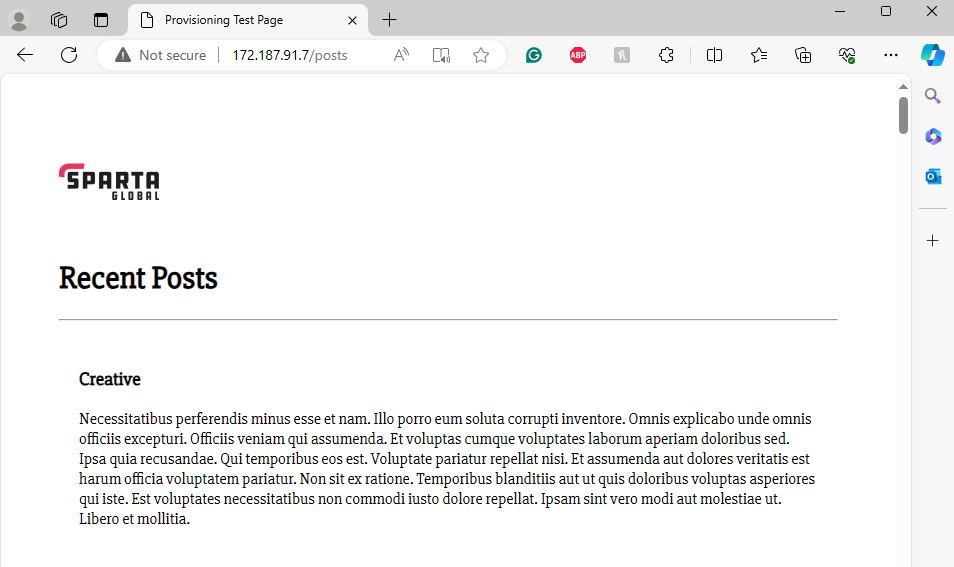 Provisioning Test Page
Not secure
172.187.91.7/posts
ABP
SPARTA
GLOBAL
Recent Posts
Creative
Necessitatibus perferendis minus esse et nam. Illo porro eum soluta corrupti inventore. Omnis explicabo unde omnis
officiis excepturi. Officiis veniam qui assumenda. Et voluptas cumque voluptates laborum aperiam doloribus sed.
Ipsa quia recusandae. Qui temporibus eos est. Voluptate pariatur repellat nisi. Et assumenda aut dolores veritatis est
harum officia voluptatem pariatur. Non sit ex ratione. Temporibus blanditiis aut ut quis doloribus voluptas asperiores
qui iste. Est voluptates necessitatibus non commodi iusto dolore repellat. Ipsam sint vero modi aut molestiae ut.
Libero et mollitia.